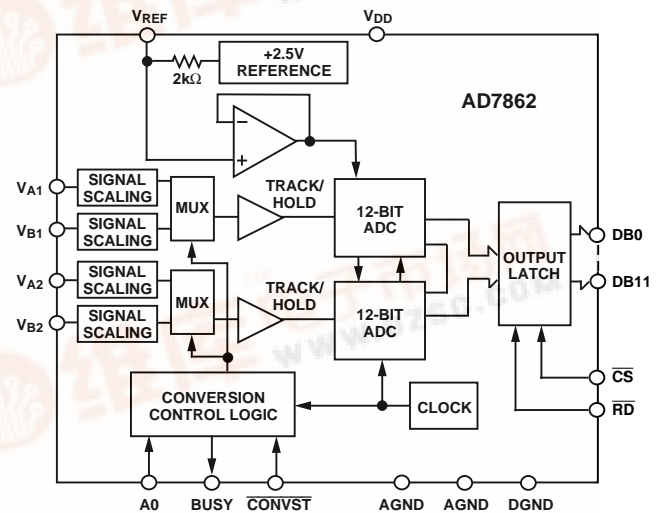 VREF
VDD
+2.5V
REFERENCE
2kΩ
AD7862
−
+
VA1
SIGNAL
SCALING
MUX
TRACK/
HOLD
12-BIT
ADC
VB1
SIGNAL
SCALING
OUTPUT
LATCH
DB0
DB11
VA2
SIGNAL
SCALING
MUX
TRACK/
HOLD
12-BIT
ADC
VB2
SIGNAL
SCALING
CONVERSION
CONTROL LOGIC
CLOCK
CS
RD
A0
BUSY
CONVST
AGND
AGND
DGND